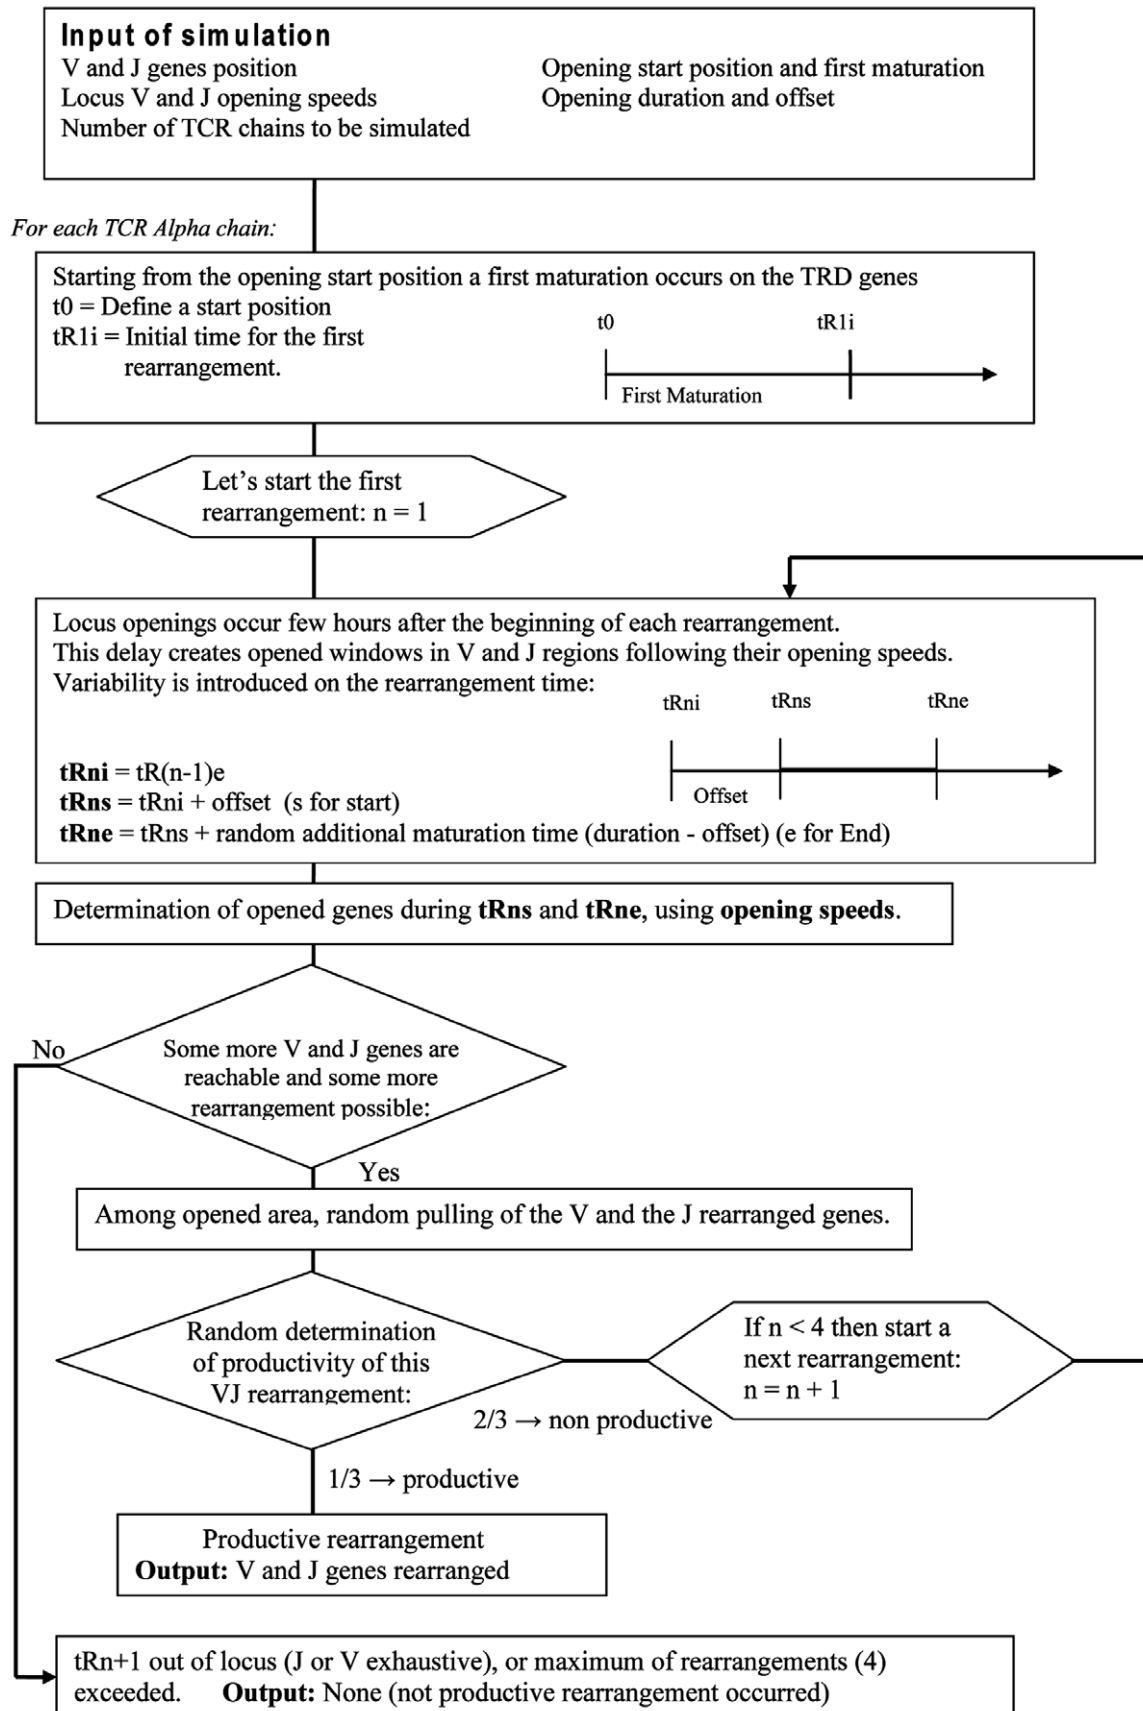 Input of simulation
V and J genes position
Opening start position and first maturation
Locus V and J opening speeds
Opening duration and offset
Number of TCR chains to be simulated
For each TCR Alpha chain:
Starting from the opening start position a first maturation occurs on the TRD genes
t0 = Define a start position
tR1i = Initial time for the first
rearrangement.
t0
tR1i
First Maturation
Let’s start the first
rearrangement: n = 1
Locus openings occur few hours after the beginning of each rearrangement.
This delay creates opened windows in V and J regions following their opening speeds.
Variability is introduced on the rearrangement time:
tRni
tRns
tRne
Offset
tRni = tR(n-1)e
tRns = tRni + offset (s for start)
tRne = tRns + random additional maturation time (duration - offset) (e for End)
Determination of opened genes during tRns and tRne, using opening speeds.
No
Some more V and J genes are
reachable and some more
rearrangement possible:
Yes
Among opened area, random pulling of the V and the J rearranged genes.
Random determination
of productivity of this
VJ rearrangement:
If n < 4 then start a
next rearrangement:
n = n + 1
2/3 → non productive
1/3 → productive
Productive rearrangement
Output: V and J genes rearranged
tRn+1 out of locus (J or V exhaustive), or maximum of rearrangements (4)
exceeded. Output: None (not productive rearrangement occurred)